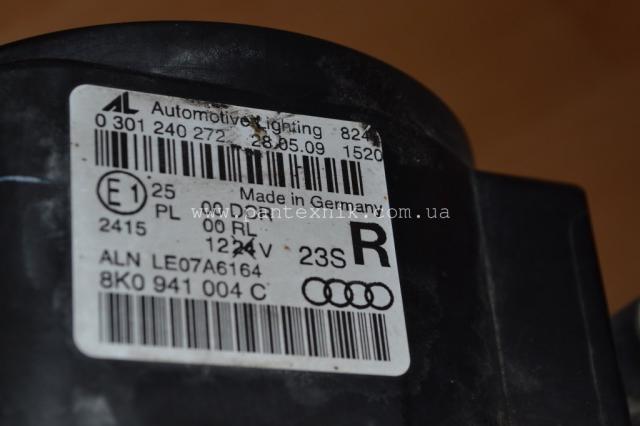 AL Automotive Lighting 824
0 301 240 272 28.05.09 1520
E1 25 Made in Germany
PL 00 DCR
www.pantexnik.com.ua
2415 00 RL
1224 V 23S R
ALN LE07A6164
8K0 941 004 C